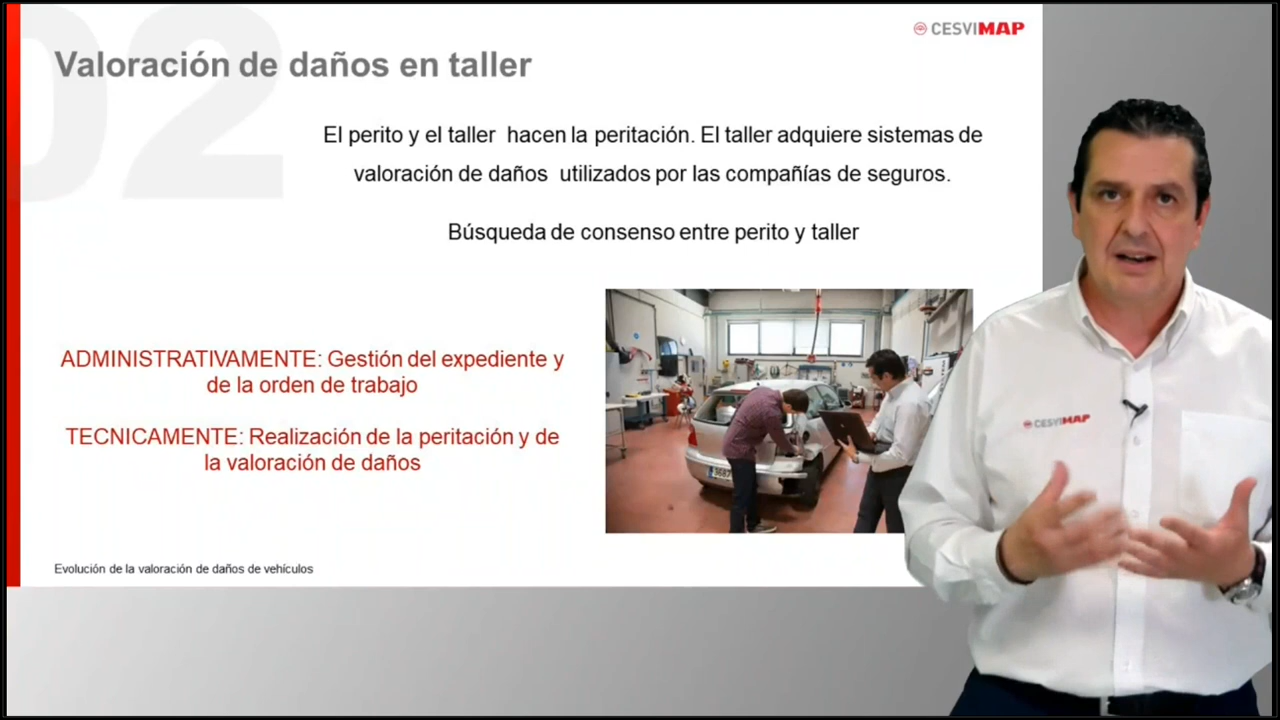 02
CESVIMAP
Valoración de daños en taller
El perito y el taller hacen la peritación. El taller adquiere sistemas de
valoración de daños utilizados por las compañías de seguros.
Búsqueda de consenso entre perito y taller
ADMINISTRATIVAMENTE: Gestión del expediente y
de la orden de trabajo
TECNICAMENTE: Realización de la peritación y de
la valoración de daños
CESVIMAP
Evolución de la valoración de daños de vehículos